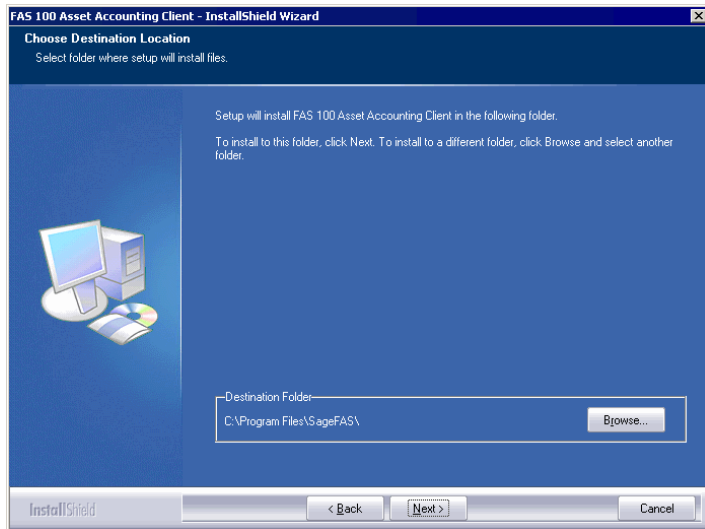 FAS 100 Asset Accounting Client - InstallShield Wizard
Choose Destination Location
Select folder where setup will install files.
Setup will install FAS 100 Asset Accounting Client in the following folder.
To install to this folder, click Next. To install to a different folder, click Browse and select another
folder.
Destination Folder
C:\Program Files\SageFAS\
Browse...
InstallShield
< Back
Next >
Cancel